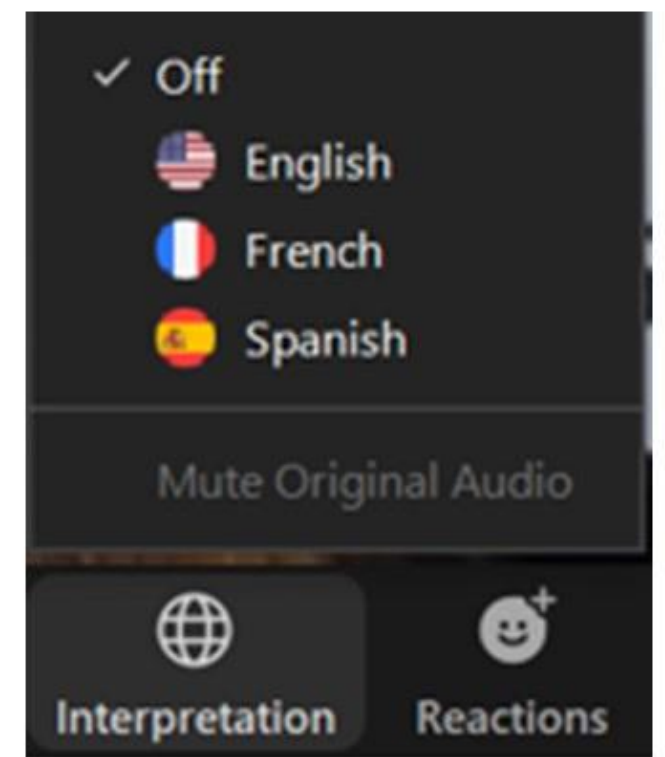 Off
English
French
Spanish
Mute Original Audio
Interpretation
Reactions